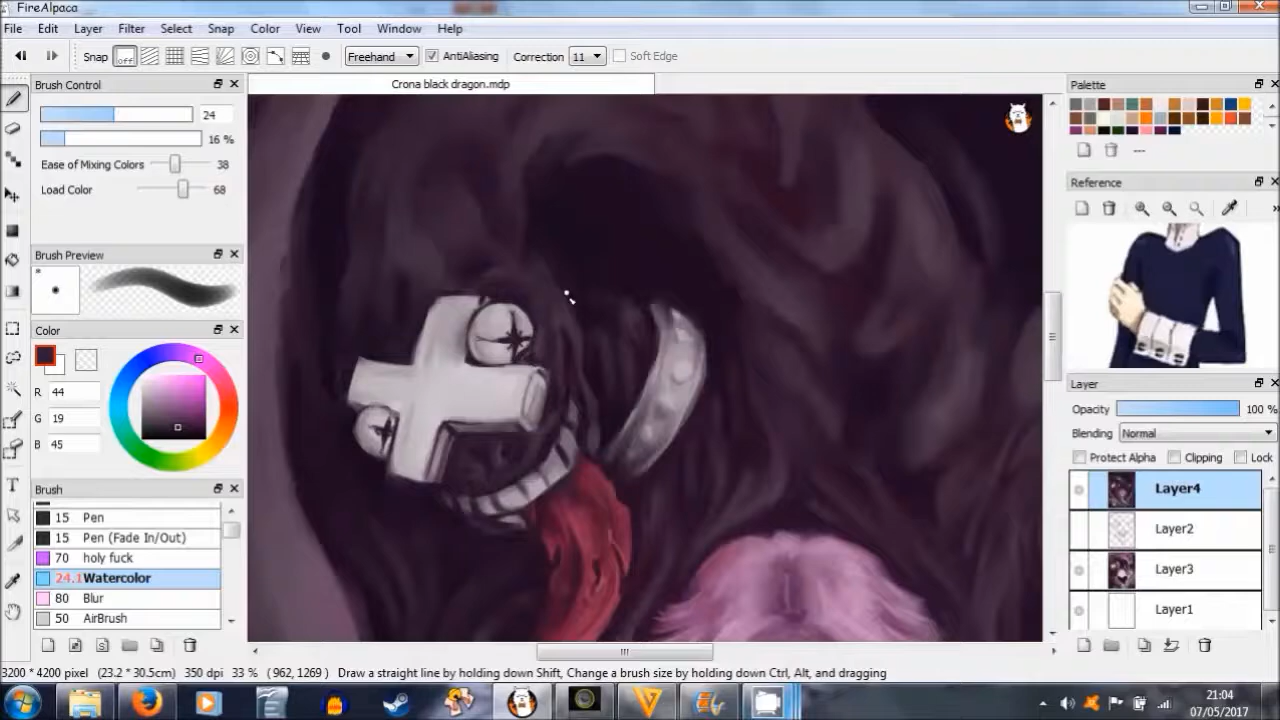 FireAlpaca
File Edit Layer Filter Select Snap Color View Tool Window Help
Snap off Freehand AntiAliasing Correction 11 Soft Edge
Brush Control
Crona black dragon.mdp
Palette
24
16 %
Ease of Mixing Colors 38
Load Color 68
---
Reference
Brush Preview
*
Color
R 44
G 19
B 45
Layer
Opacity 100 %
Blending Normal
Protect Alpha Clipping Lock
Layer4
Layer2
Layer3
Layer1
Brush
15 Pen
15 Pen (Fade In/Out)
70 holy fuck
24.1 Watercolor
80 Blur
50 AirBrush
3200 * 4200 pixel (23.2 * 30.5cm) 350 dpi 33 % ( 962, 1269 ) Draw a straight line by holding down Shift, Change a brush size by holding down Ctrl, Alt, and dragging
21:04
07/05/2017